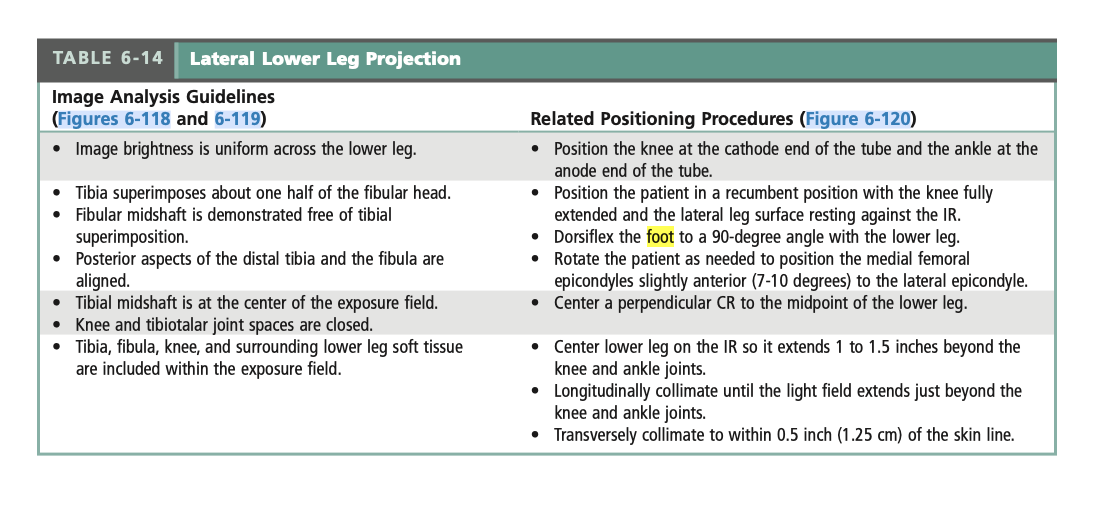 TABLE 6-14 Lateral Lower Leg Projection
Image Analysis Guidelines
(Figures 6-118 and 6-119)
Related Positioning Procedures (Figure 6-120)
• Image brightness is uniform across the lower leg.
• Position the knee at the cathode end of the tube and the ankle at the
anode end of the tube.
• Tibia superimposes about one half of the fibular head.
• Fibular midshaft is demonstrated free of tibial
superimposition.
• Posterior aspects of the distal tibia and the fibula are
aligned.
• Position the patient in a recumbent position with the knee fully
extended and the lateral leg surface resting against the IR.
• Dorsiflex the foot to a 90-degree angle with the lower leg.
• Rotate the patient as needed to position the medial femoral
epicondyles slightly anterior (7-10 degrees) to the lateral epicondyle.
• Tibial midshaft is at the center of the exposure field.
• Knee and tibiotalar joint spaces are closed.
• Center a perpendicular CR to the midpoint of the lower leg.
• Tibia, fibula, knee, and surrounding lower leg soft tissue
are included within the exposure field.
• Center lower leg on the IR so it extends 1 to 1.5 inches beyond the
knee and ankle joints.
• Longitudinally collimate until the light field extends just beyond the
knee and ankle joints.
• Transversely collimate to within 0.5 inch (1.25 cm) of the skin line.